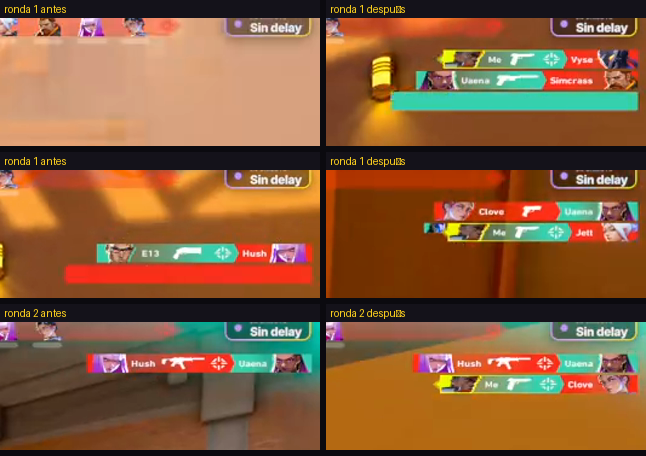 ronda 1 antes
Sin delay
ronda 1 despu
Sin delay
Me Vyse
Uaena Simcrass
ronda 1 antes
Sin delay
E13 Hush
ronda 1 despu
Sin delay
Clove Uaena
Me Jett
ronda 2 antes
Sin delay
Hush Uaena
ronda 2 despu
Sin delay
Hush Uaena
Me Clove